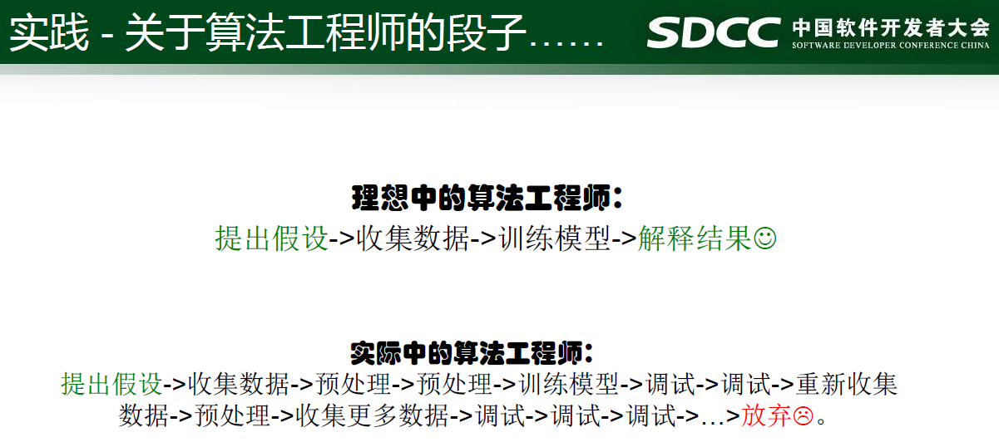 实践 - 关于算法工程师的段子……
SDCC 中国软件开发者大会
SOFTWARE DEVELOPER CONFERENCE CHINA
理想中的算法工程师：
提出假设->收集数据->训练模型->解释结果☺
实际中的算法工程师：
提出假设->收集数据->预处理->预处理->训练模型->调试->调试->重新收集
数据->预处理->收集更多数据->调试->调试->调试->…>放弃☹。